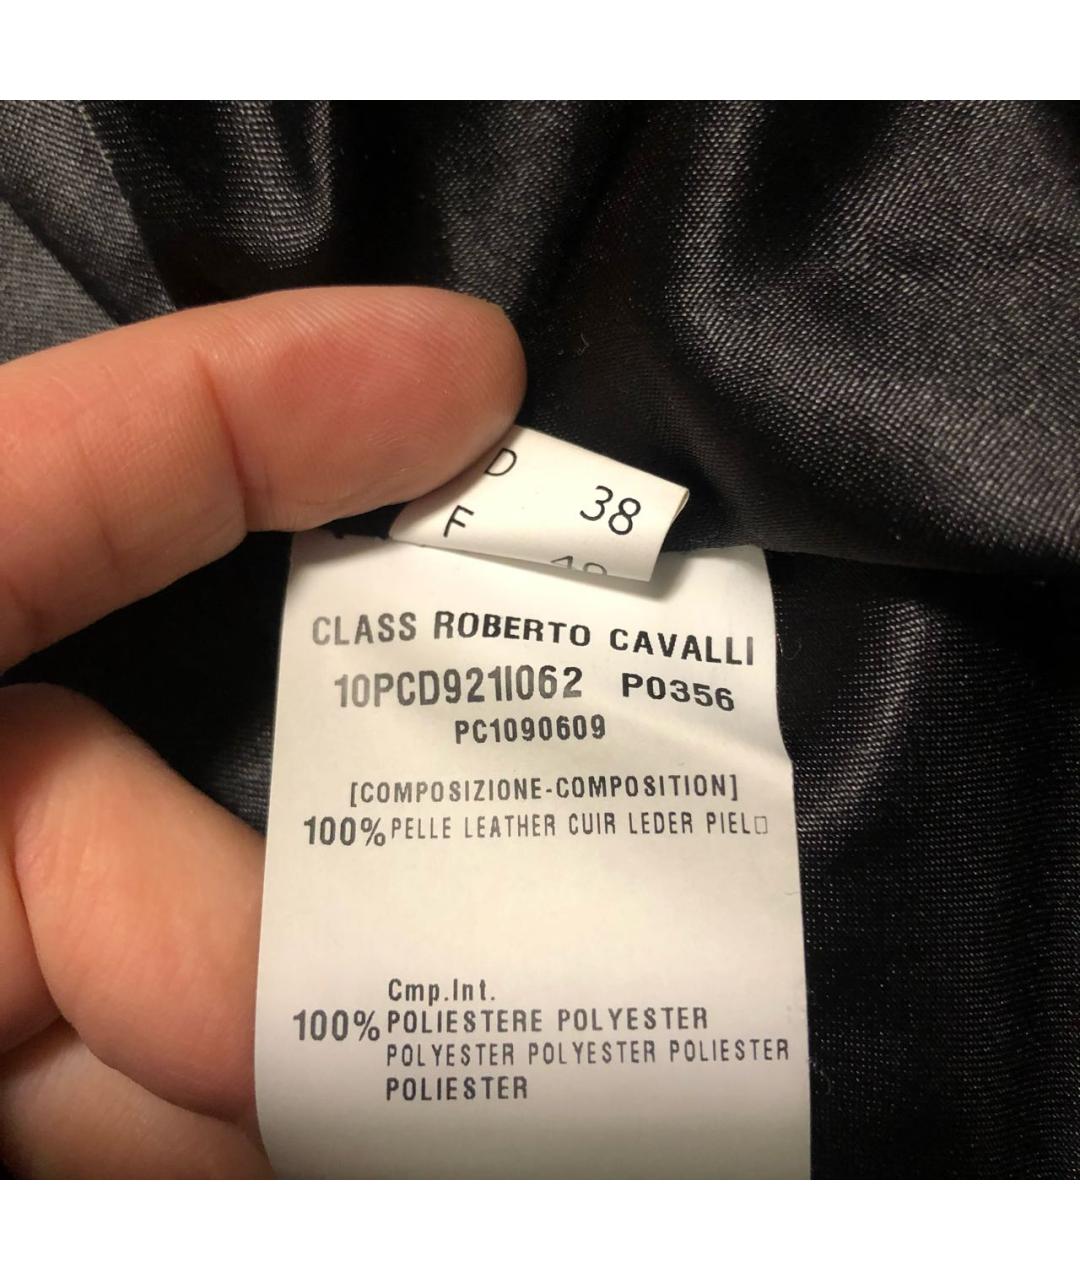 D 38
F
CLASS ROBERTO CAVALLI
10PCD921I062 P0356
PC1090609
[COMPOSIZIONE-COMPOSITION]
100% PELLE LEATHER CUIR LEDER PIEL□
Cmp.Int.
100% POLIESTERE POLYESTER
POLYESTER POLYESTER POLIESTER
POLIESTER